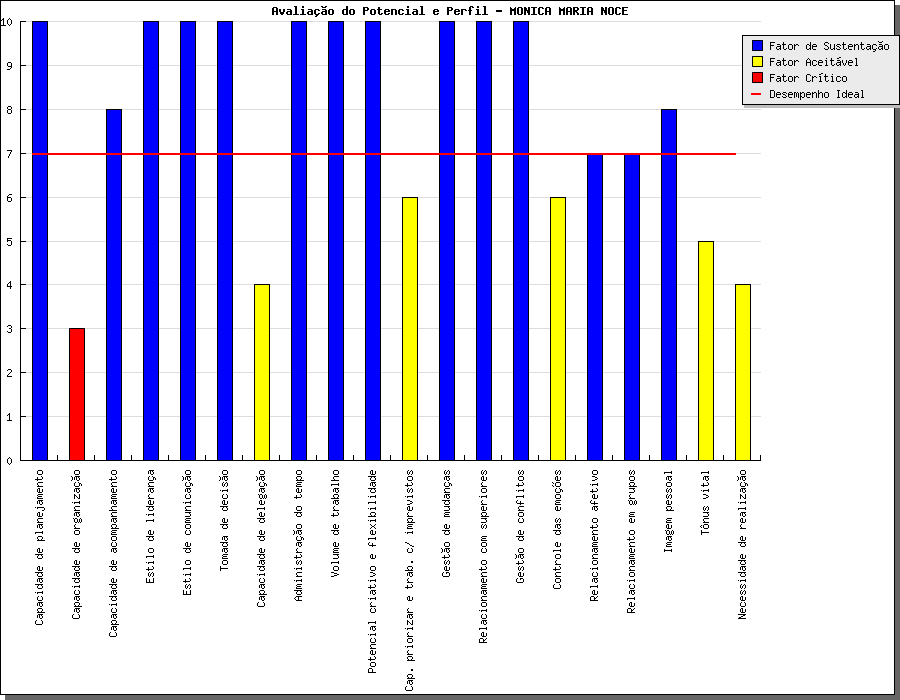 Avaliação do Potencial e Perfil - MONICA MARIA NOCE
Fator de Sustentação
Fator Aceitável
Fator Crítico
Desempenho Ideal
10
9
8
7
6
5
4
3
2
1
0
Capacidade de planejamento
Capacidade de organização
Capacidade de acompanhamento
Estilo de liderança
Estilo de comunicação
Tomada de decisão
Capacidade de delegação
Administração do tempo
Volume de trabalho
Potencial criativo e flexibilidade
Cap. priorizar e trab. c/ imprevistos
Gestão de mudanças
Relacionamento com superiores
Gestão de conflitos
Controle das emoções
Relacionamento afetivo
Relacionamento em grupos
Imagem pessoal
Tônus vital
Necessidade de realização